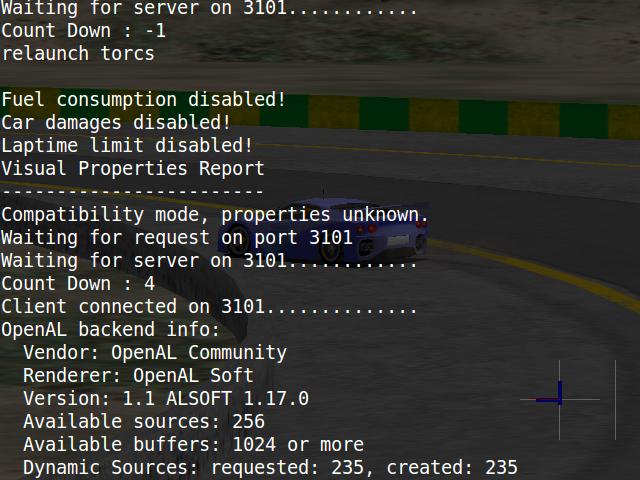 Waiting for server on 3101............
Count Down : -1
relaunch torcs
Fuel consumption disabled!
Car damages disabled!
Laptime limit disabled!
Visual Properties Report
------------------------
Compatibility mode, properties unknown.
Waiting for request on port 3101
Waiting for server on 3101............
Count Down : 4
Client connected on 3101..............
OpenAL backend info:
  Vendor: OpenAL Community
  Renderer: OpenAL Soft
  Version: 1.1 ALSOFT 1.17.0
  Available sources: 256
  Available buffers: 1024 or more
  Dynamic Sources: requested: 235, created: 235